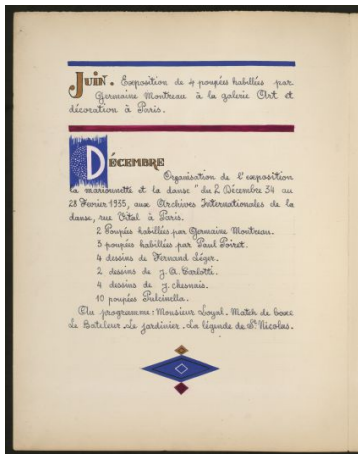 JUIN. Exposition de 4 poupées habillées par
Germaine Montreau à la galerie Art et
décoration à Paris.
DÉCEMBRE
Organisation de l'exposition
"la marionnette et la danse" du 2 Décembre 34 au
28 Février 1935, aux Archives Internationales de la
danse, rue Vital à Paris.
2 Poupées habillées par Germaine Montreau.
3 poupées habillées par Paul Poiret.
4 dessins de Fernand Léger.
2 dessins de J. A. Carlotti.
4 dessins de J. Chesnais.
10 poupées Pulcinella.
Au programme: Monsieur Loyal. Match de boxe
Le Bateleur. Le jardinier. La légende de St Nicolas.